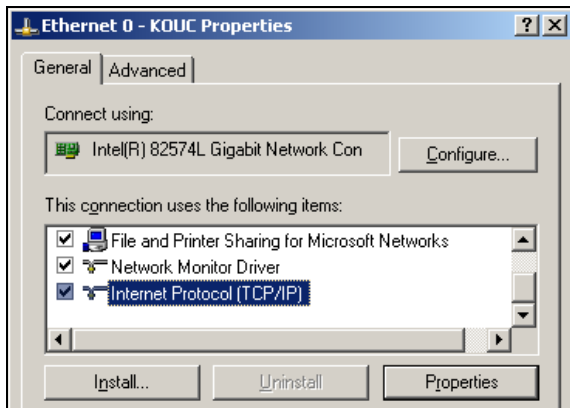 Ethernet 0 - KOUC Properties
General Advanced
Connect using:
Intel(R) 82574L Gigabit Network Con Configure...
This connection uses the following items:
File and Printer Sharing for Microsoft Networks
Network Monitor Driver
Internet Protocol (TCP/IP)
Install... Uninstall Properties